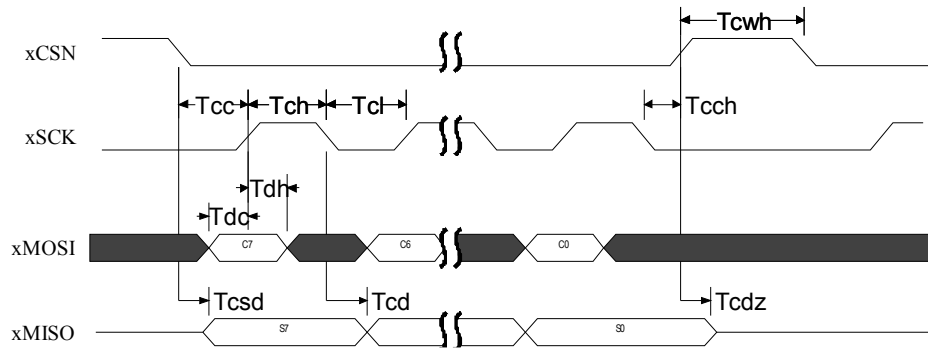 Tcwh
xCSN
Tcc Tch Tcl Tcch
xSCK
Tdh
Tdc
xMOSI C7 C6 C0
Tcsd Tcd Tcdz
xMISO S7 S0